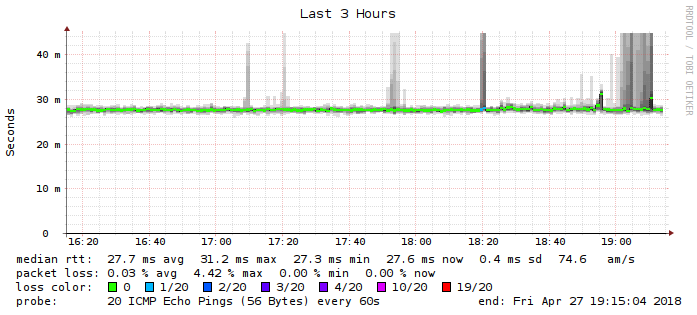 Last 3 Hours
RRDTOOL / TOBI OETIKER
Seconds
40 m
30 m
20 m
10 m
0
16:20 16:40 17:00 17:20 17:40 18:00 18:20 18:40 19:00
median rtt: 27.7 ms avg 31.2 ms max 27.3 ms min 27.6 ms now 0.4 ms sd 74.6 am/s
packet loss: 0.03 % avg 4.42 % max 0.00 % min 0.00 % now
loss color: 0 1/20 2/20 3/20 4/20 10/20 19/20
probe: 20 ICMP Echo Pings (56 Bytes) every 60s end: Fri Apr 27 19:15:04 2018